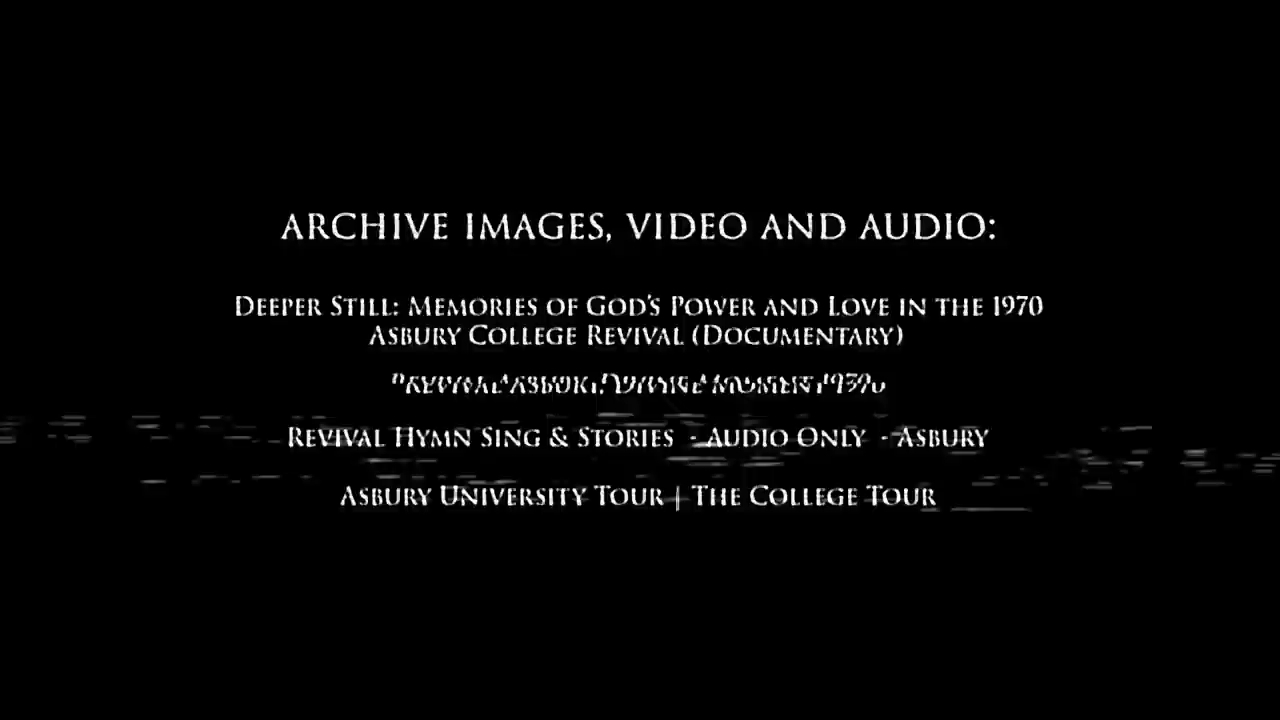 ARCHIVE IMAGES, VIDEO AND AUDIO:
DEEPER STILL: MEMORIES OF GOD'S POWER AND LOVE IN THE 1970
ASBURY COLLEGE REVIVAL (DOCUMENTARY)
REVIVAL HYMN SING & STORIES - AUDIO ONLY - ASBURY
ASBURY UNIVERSITY TOUR | THE COLLEGE TOUR